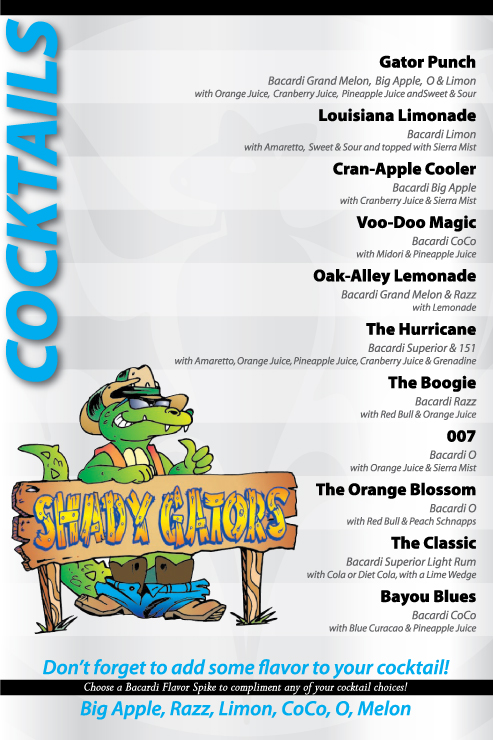 COCKTAILS
Gator Punch
Bacardi Grand Melon, Big Apple, O & Limon
with Orange Juice, Cranberry Juice, Pineapple Juice andSweet & Sour
Louisiana Limonade
Bacardi Limon
with Amaretto, Sweet & Sour and topped with Sierra Mist
Cran-Apple Cooler
Bacardi Big Apple
with Cranberry Juice & Sierra Mist
Voo-Doo Magic
Bacardi CoCo
with Midori & Pineapple Juice
Oak-Alley Lemonade
Bacardi Grand Melon & Razz
with Lemonade
The Hurricane
Bacardi Superior & 151
with Amaretto, Orange Juice, Pineapple Juice, Cranberry Juice & Grenadine
The Boogie
Bacardi Razz
with Red Bull & Orange Juice
007
Bacardi O
with Orange Juice & Sierra Mist
The Orange Blossom
Bacardi O
with Red Bull & Peach Schnapps
The Classic
Bacardi Superior Light Rum
with Cola or Diet Cola, with a Lime Wedge
Bayou Blues
Bacardi CoCo
with Blue Curacao & Pineapple Juice
SHADY GATORS
Don't forget to add some flavor to your cocktail!
Choose a Bacardi Flavor Spike to compliment any of your cocktail choices!
Big Apple, Razz, Limon, CoCo, O, Melon